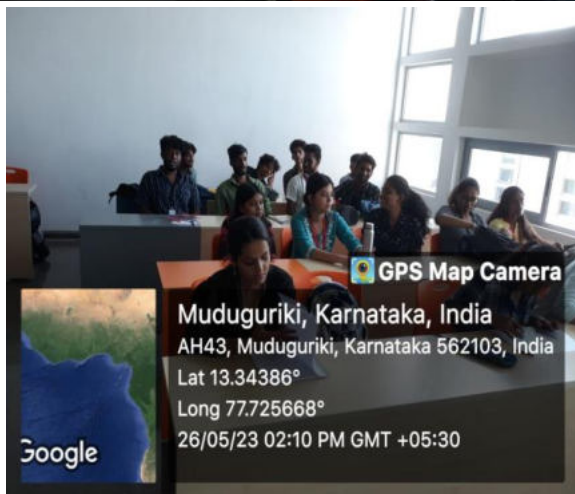 GPS Map Camera
Muduguriki, Karnataka, India
AH43, Muduguriki, Karnataka 562103, India
Lat 13.34386°
Long 77.725668°
26/05/23 02:10 PM GMT +05:30
Google